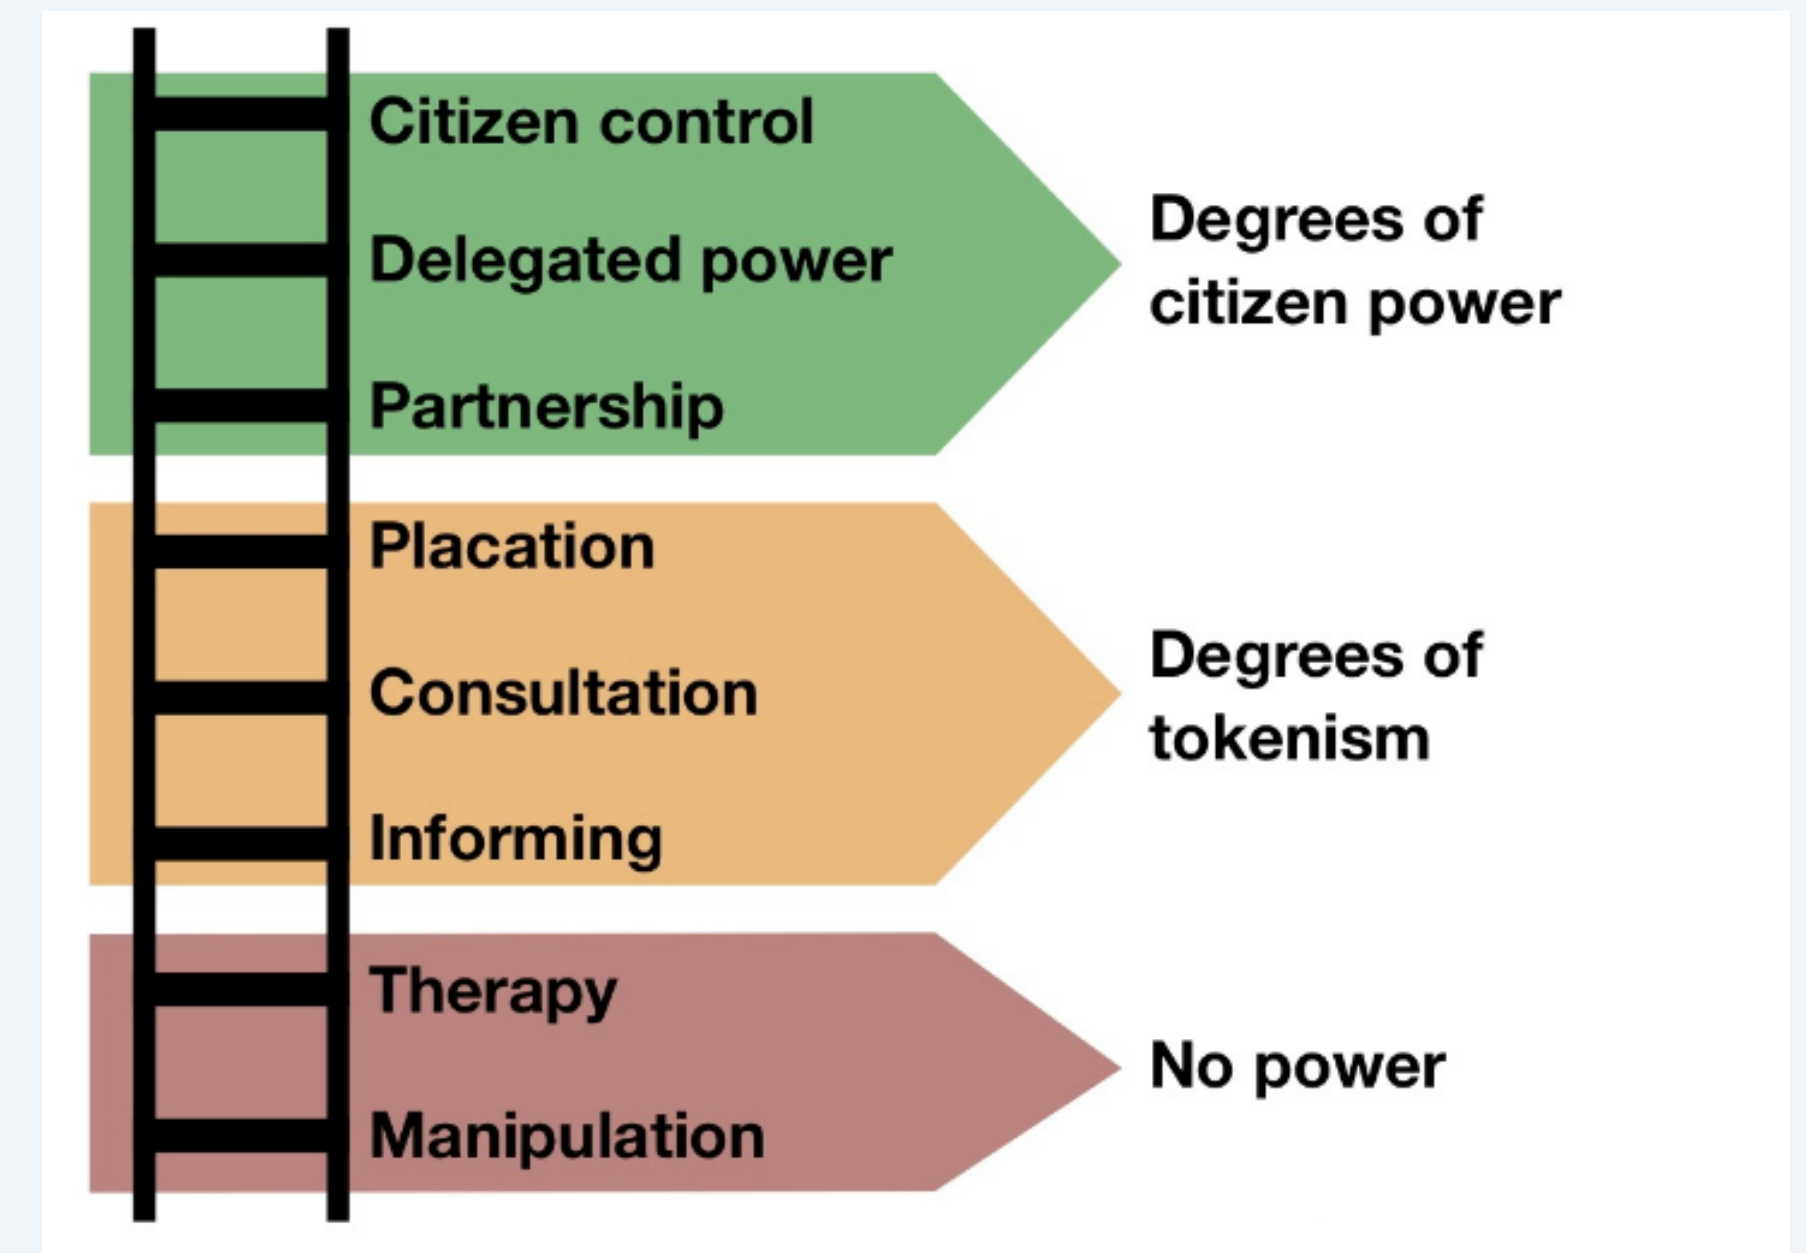 Citizen control
Delegated power
Partnership
Degrees of
citizen power
Placation
Consultation
Informing
Degrees of
tokenism
Therapy
Manipulation
No power